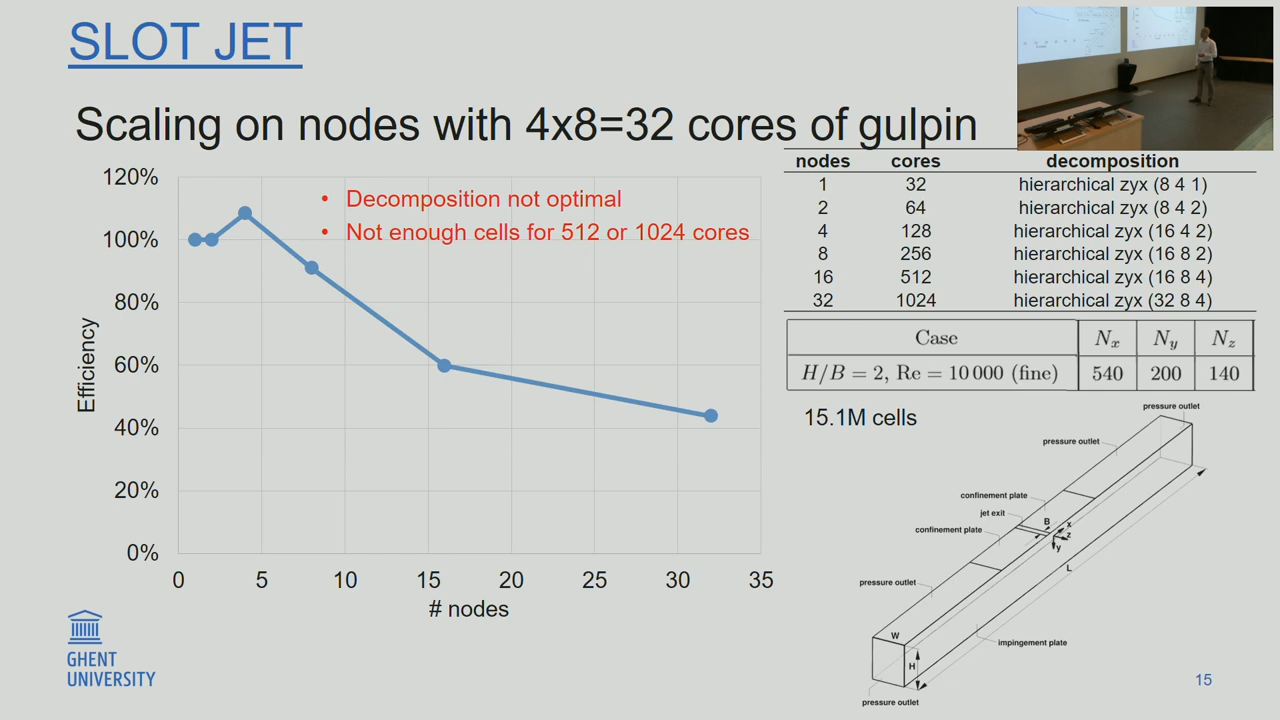 SLOT JET
Scaling on nodes with 4x8=32 cores of gulpin
120%
100%
80%
60%
40%
20%
0%
Efficiency
0 5 10 15 20 25 30 35
# nodes
• Decomposition not optimal
• Not enough cells for 512 or 1024 cores
nodes cores decomposition
1 32 hierarchical zyx (8 4 1)
2 64 hierarchical zyx (8 4 2)
4 128 hierarchical zyx (16 4 2)
8 256 hierarchical zyx (16 8 2)
16 512 hierarchical zyx (16 8 4)
32 1024 hierarchical zyx (32 8 4)
Case Nx Ny Nz
H/B = 2, Re = 10 000 (fine) 540 200 140
15.1M cells
pressure outlet
pressure outlet
confinement plate
jet exit
confinement plate
B
x
z
y
L
pressure outlet
W
H
impingement plate
pressure outlet
GHENT
UNIVERSITY
15